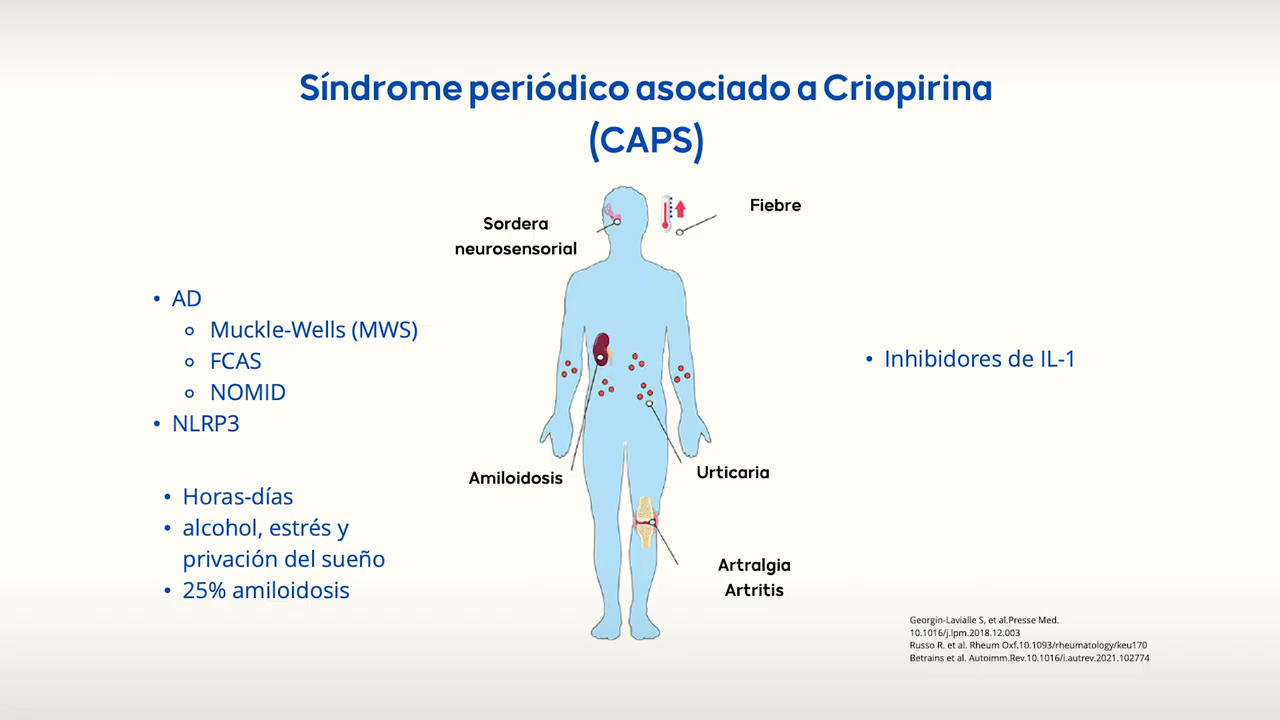 Síndrome periódico asociado a Criopirina
(CAPS)
Sordera
neurosensorial
Fiebre
• AD
Muckle-Wells (MWS)
FCAS
NOMID
• NLRP3
• Horas-días
• alcohol, estrés y
privación del sueño
• 25% amiloidosis
Amiloidosis
Urticaria
Artralgia
Artritis
• Inhibidores de IL-1
Georgin-Lavialle S, et al.Presse Med.
10.1016/j.lpm.2018.12.003
Russo R. et al. Rheum Oxf.10.1093/rheumatology/keu170
Betrains et al. Autoimm.Rev.10.1016/i.autrev.2021.102774